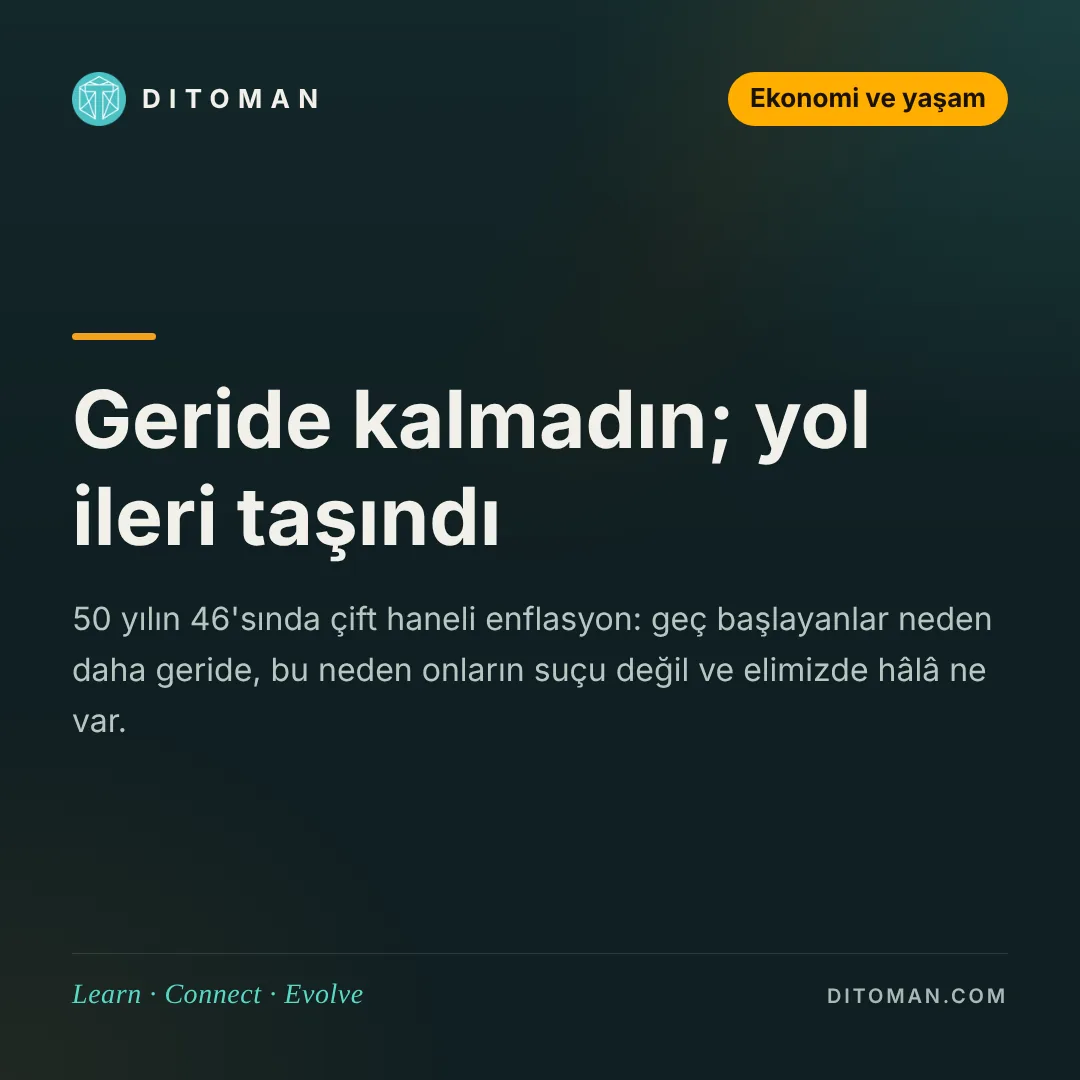 DITOMAN
Ekonomi ve yaşam
Geride kalmadın; yol
ileri taşındı
50 yılın 46'sında çift haneli enflasyon: geç başlayanlar neden
daha geride, bu neden onların suçu değil ve elimizde hâlâ ne
var.
Learn · Connect · Evolve
DITOMAN.COM